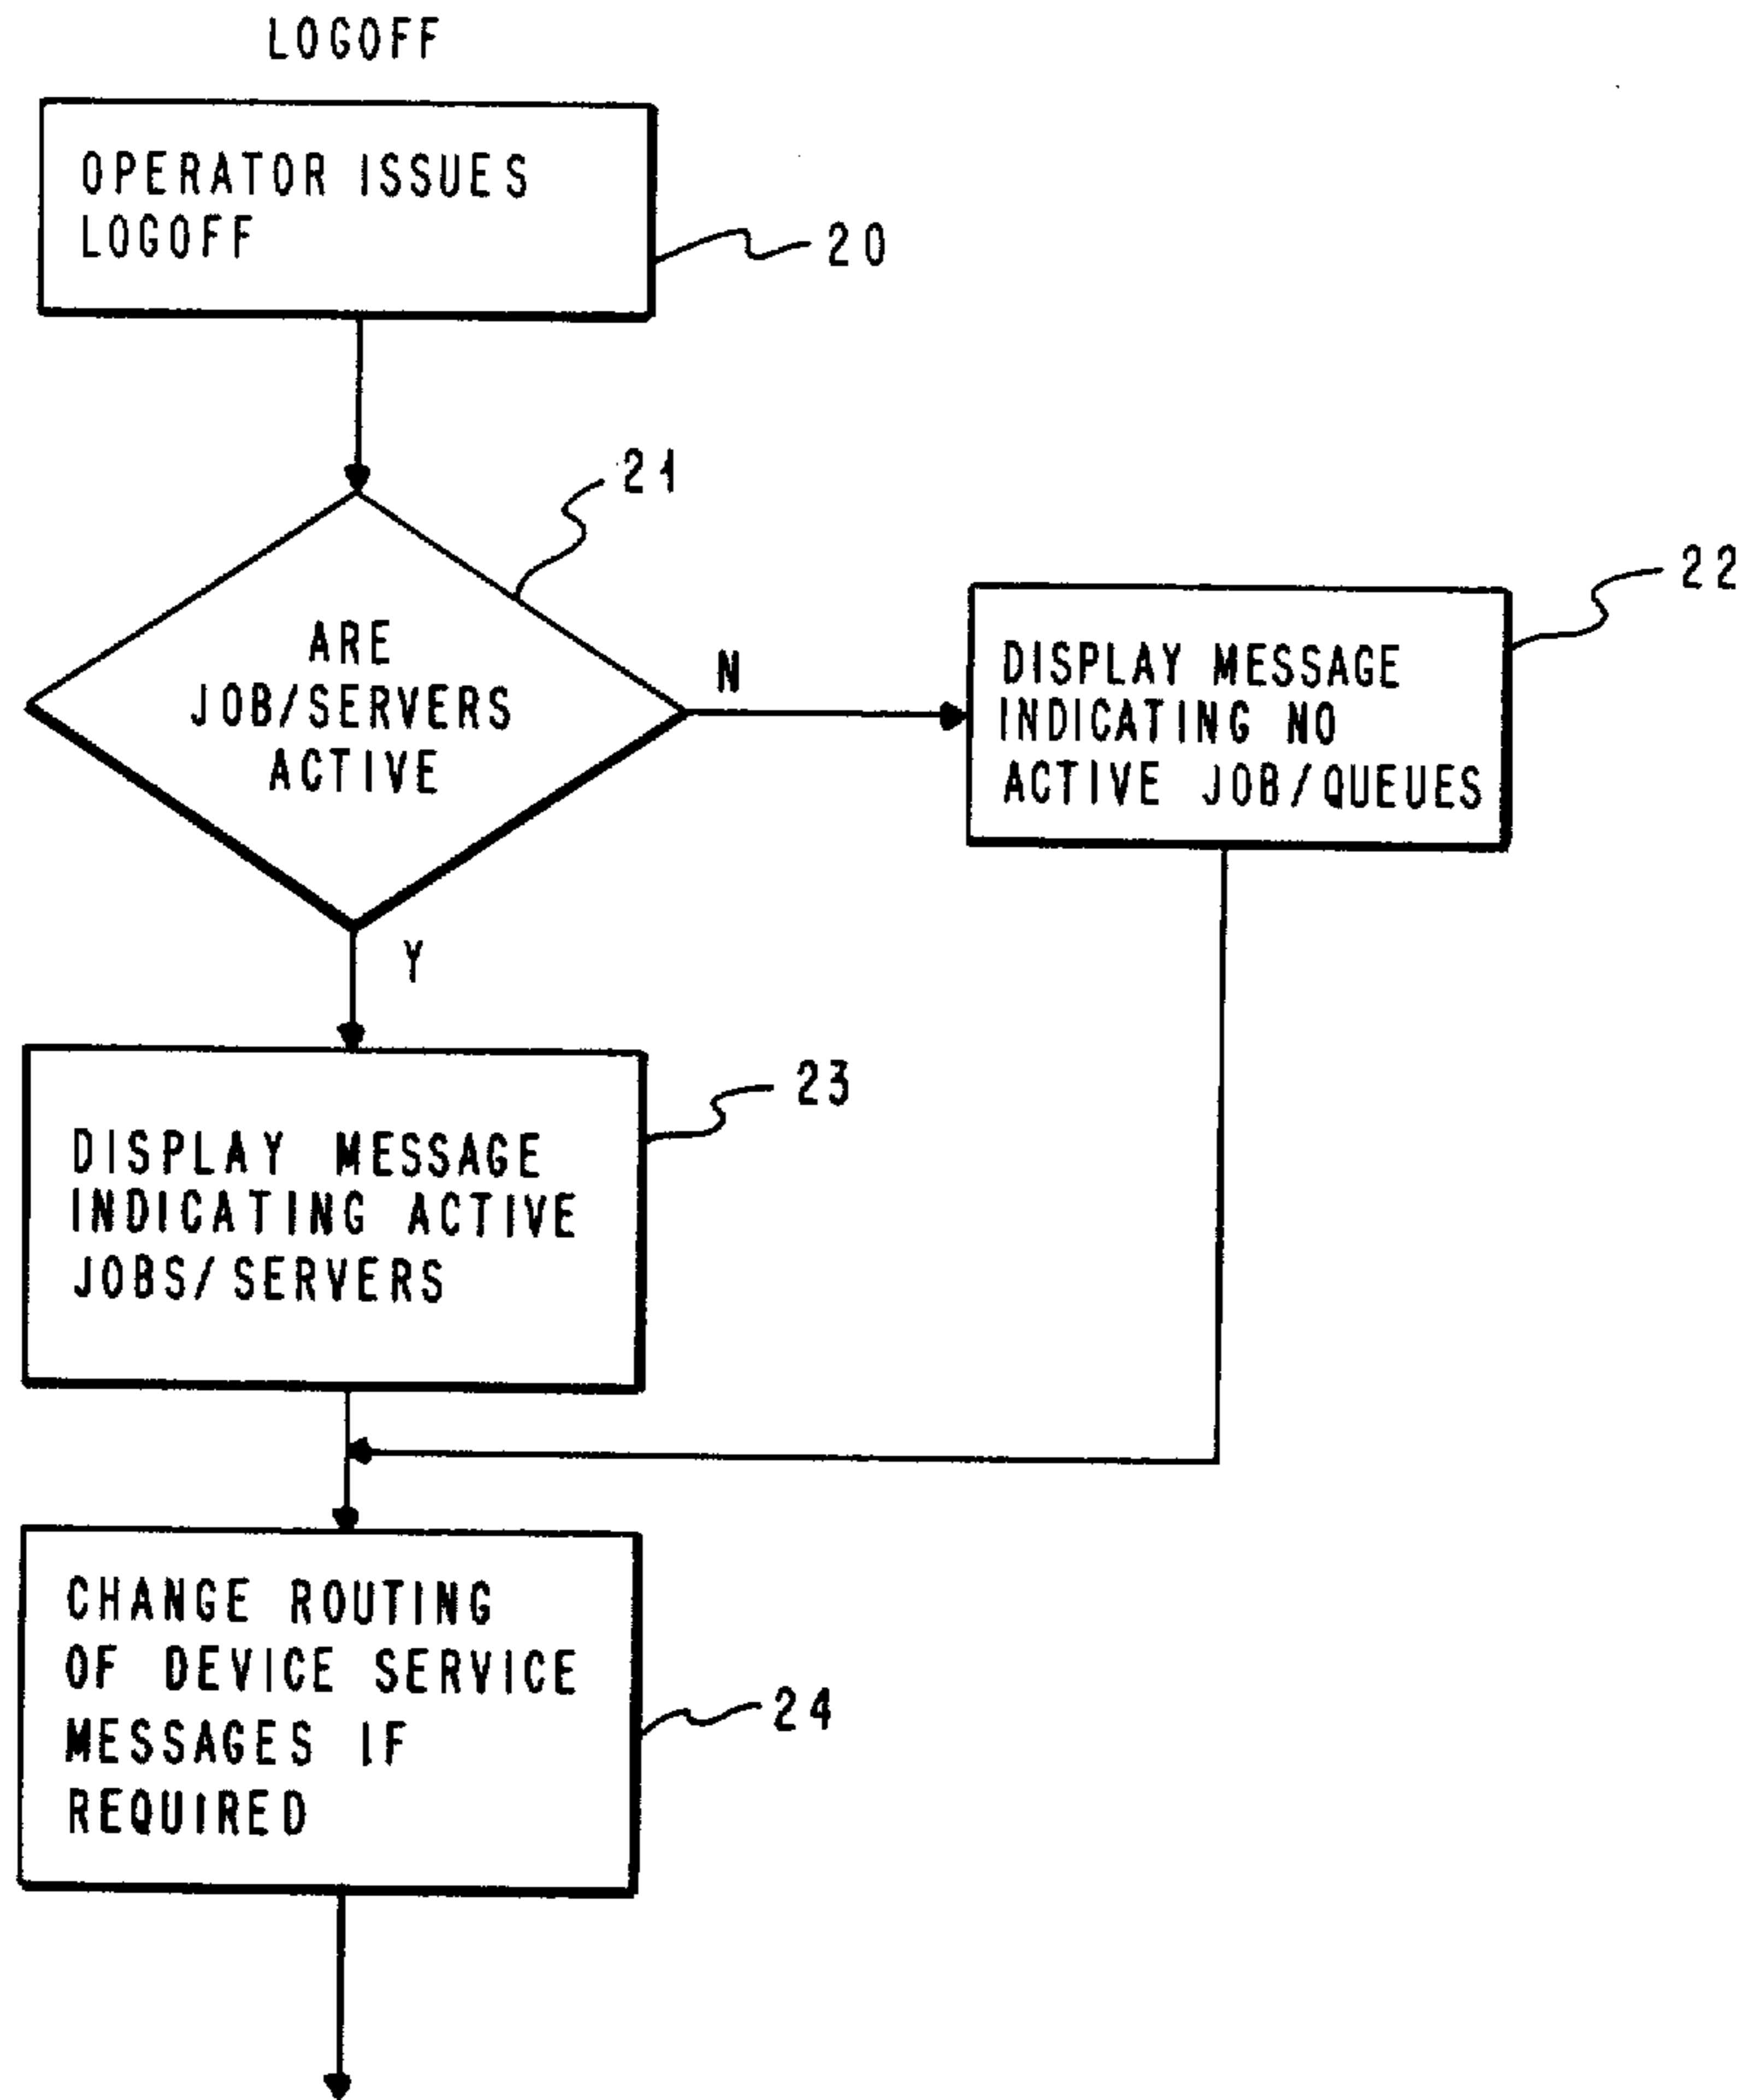 LOGOFF
OPERATOR ISSUES
LOGOFF
20
21
ARE
JOB/SERVERS
ACTIVE
N
22
DISPLAY MESSAGE
INDICATING NO
ACTIVE JOB/QUEUES
Y
23
DISPLAY MESSAGE
INDICATING ACTIVE
JOBS/SERVERS
CHANGE ROUTING
OF DEVICE SERVICE
MESSAGES IF
REQUIRED
24